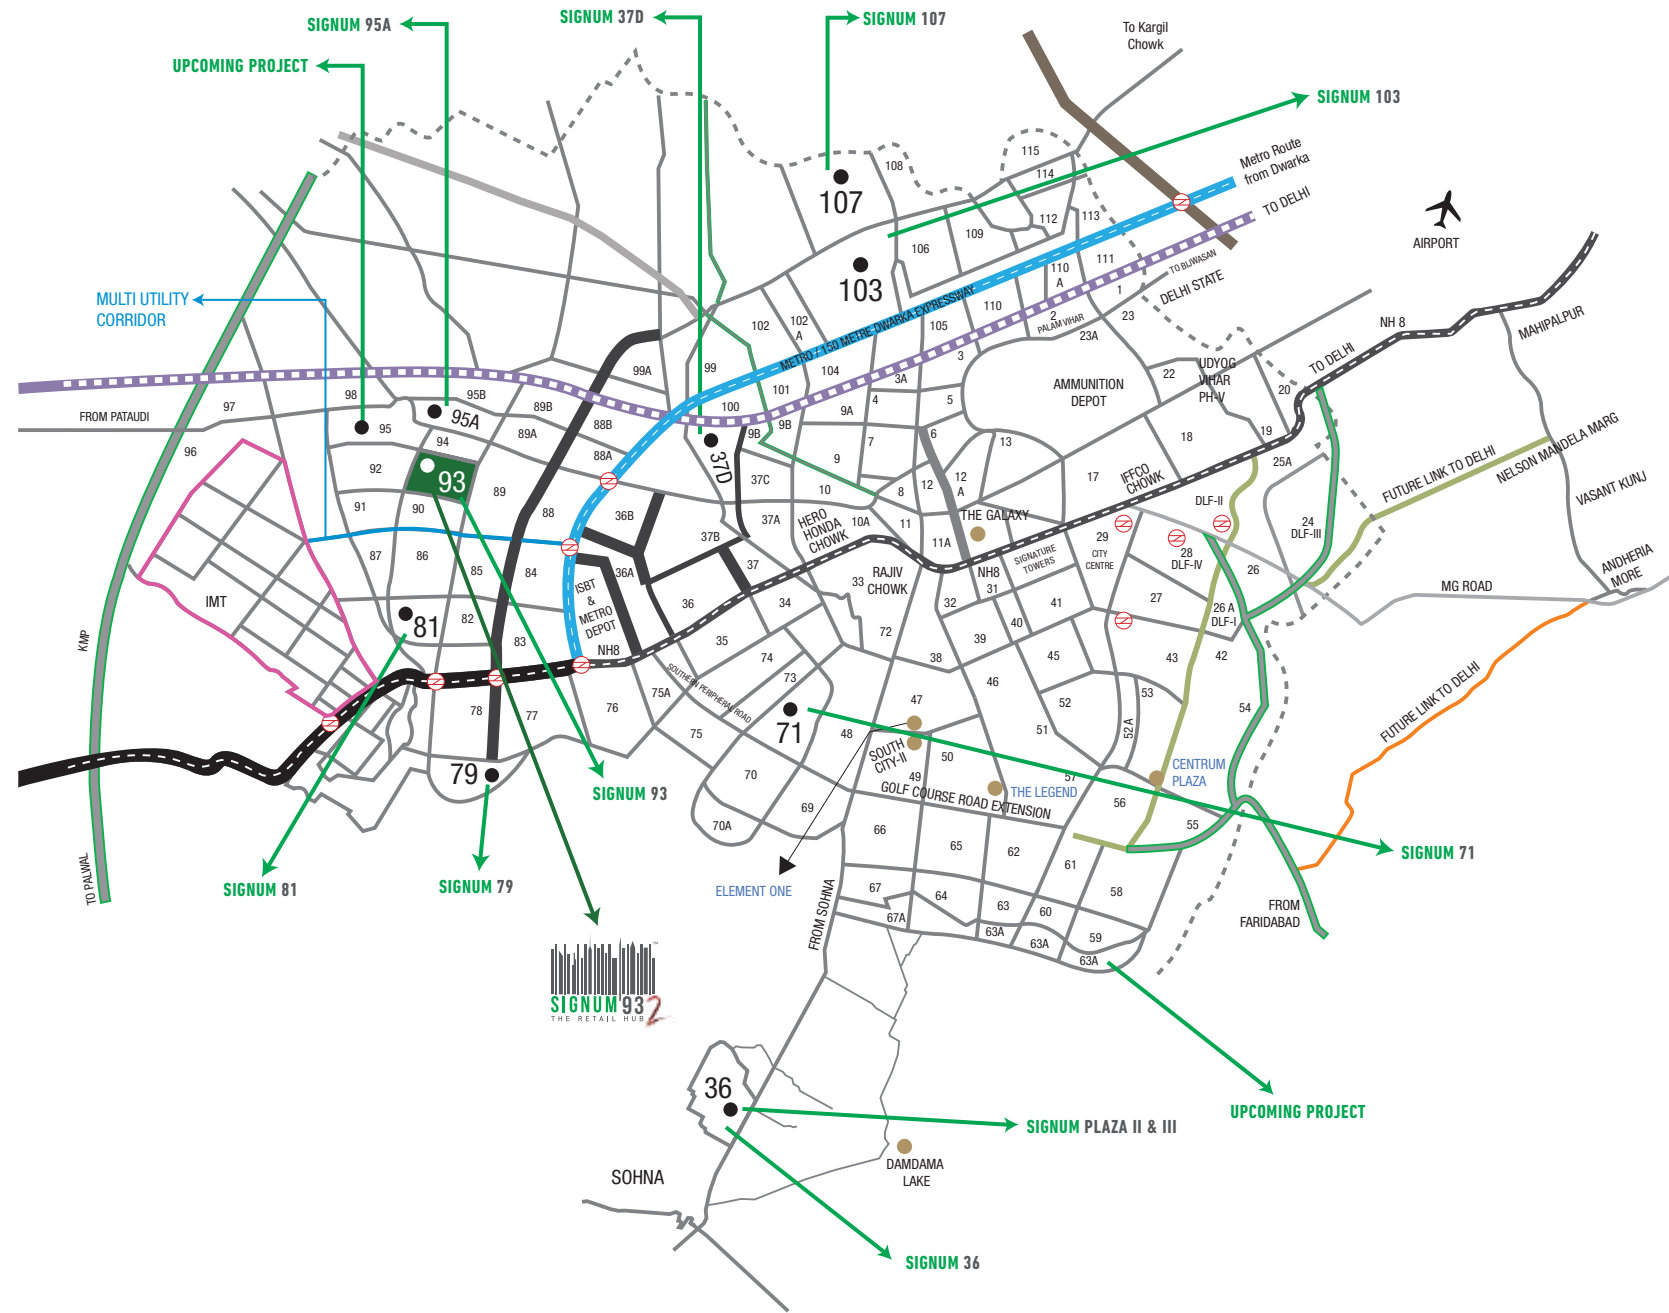 SIGNUM 95A
SIGNUM 37D
SIGNUM 107
UPCOMING PROJECT
To Kargil
Chowk
SIGNUM 103
Metro Route
from Dwarka
TO DELHI
AIRPORT
MULTI UTILITY
CORRIDOR
115
114
108
107
112
113
109
106
103
110
A
111
TO BIJWASAN
DELHI STATE
1
METRO / 150 METRE DWARKA EXPRESSWAY
110
2
PALAM VIHAR
23
23A
102
102
A
105
104
3
3A
101
99
99A
100
NH 8
MAHIPALPUR
TO DELHI
UDYOG
VIHAR
PH-V
22
20
AMMUNITION
DEPOT
FROM PATAUDI
97
98
95B
89B
95A
95
94
88B
89A
88A
4
5
9A
9B
9B
7
6
13
18
19
17
IFFCO
CHOWK
25A
FUTURE LINK TO DELHI
NELSON MANDELA MARG
VASANT KUNJ
96
92
93
89
91
90
88
37D
37C
9
10
8
12
12
A
36B
37A
HERO
HONDA
CHOWK
10A
11
11A
THE GALAXY
DLF-II
24
DLF-III
29
CITY
CENTRE
28
DLF-IV
26
ANDHERIA
MORE
MG ROAD
87
86
85
84
37B
37
36A
ISBT
&
METRO
DEPOT
33
RAJIV
CHOWK
NH8
31
SIGNATURE
TOWERS
32
41
27
26 A
DLF-I
IMT
81
82
83
NH8
36
34
35
72
39
40
38
45
43
42
KMP
74
73
SOUTHERN PERIPHERAL ROAD
75A
75
76
77
78
79
71
46
47
48
52
51
52 A
53
54
FUTURE LINK TO DELHI
SOUTH
CITY-II
49
50
70
69
70A
GOLF COURSE ROAD EXTENSION
THE LEGEND
57
56
CENTRUM
PLAZA
55
SIGNUM 93
SIGNUM 71
TO PALWAL
SIGNUM 81
SIGNUM 79
ELEMENT ONE
66
65
62
61
58
67
64
63
60
67A
63A
63A
59
63A
FROM SOHNA
FROM
FARIDABAD
SIGNUM 93 2
THE RETAIL HUB
™
36
SIGNUM PLAZA II & III
UPCOMING PROJECT
DAMDAMA
LAKE
SOHNA
SIGNUM 36